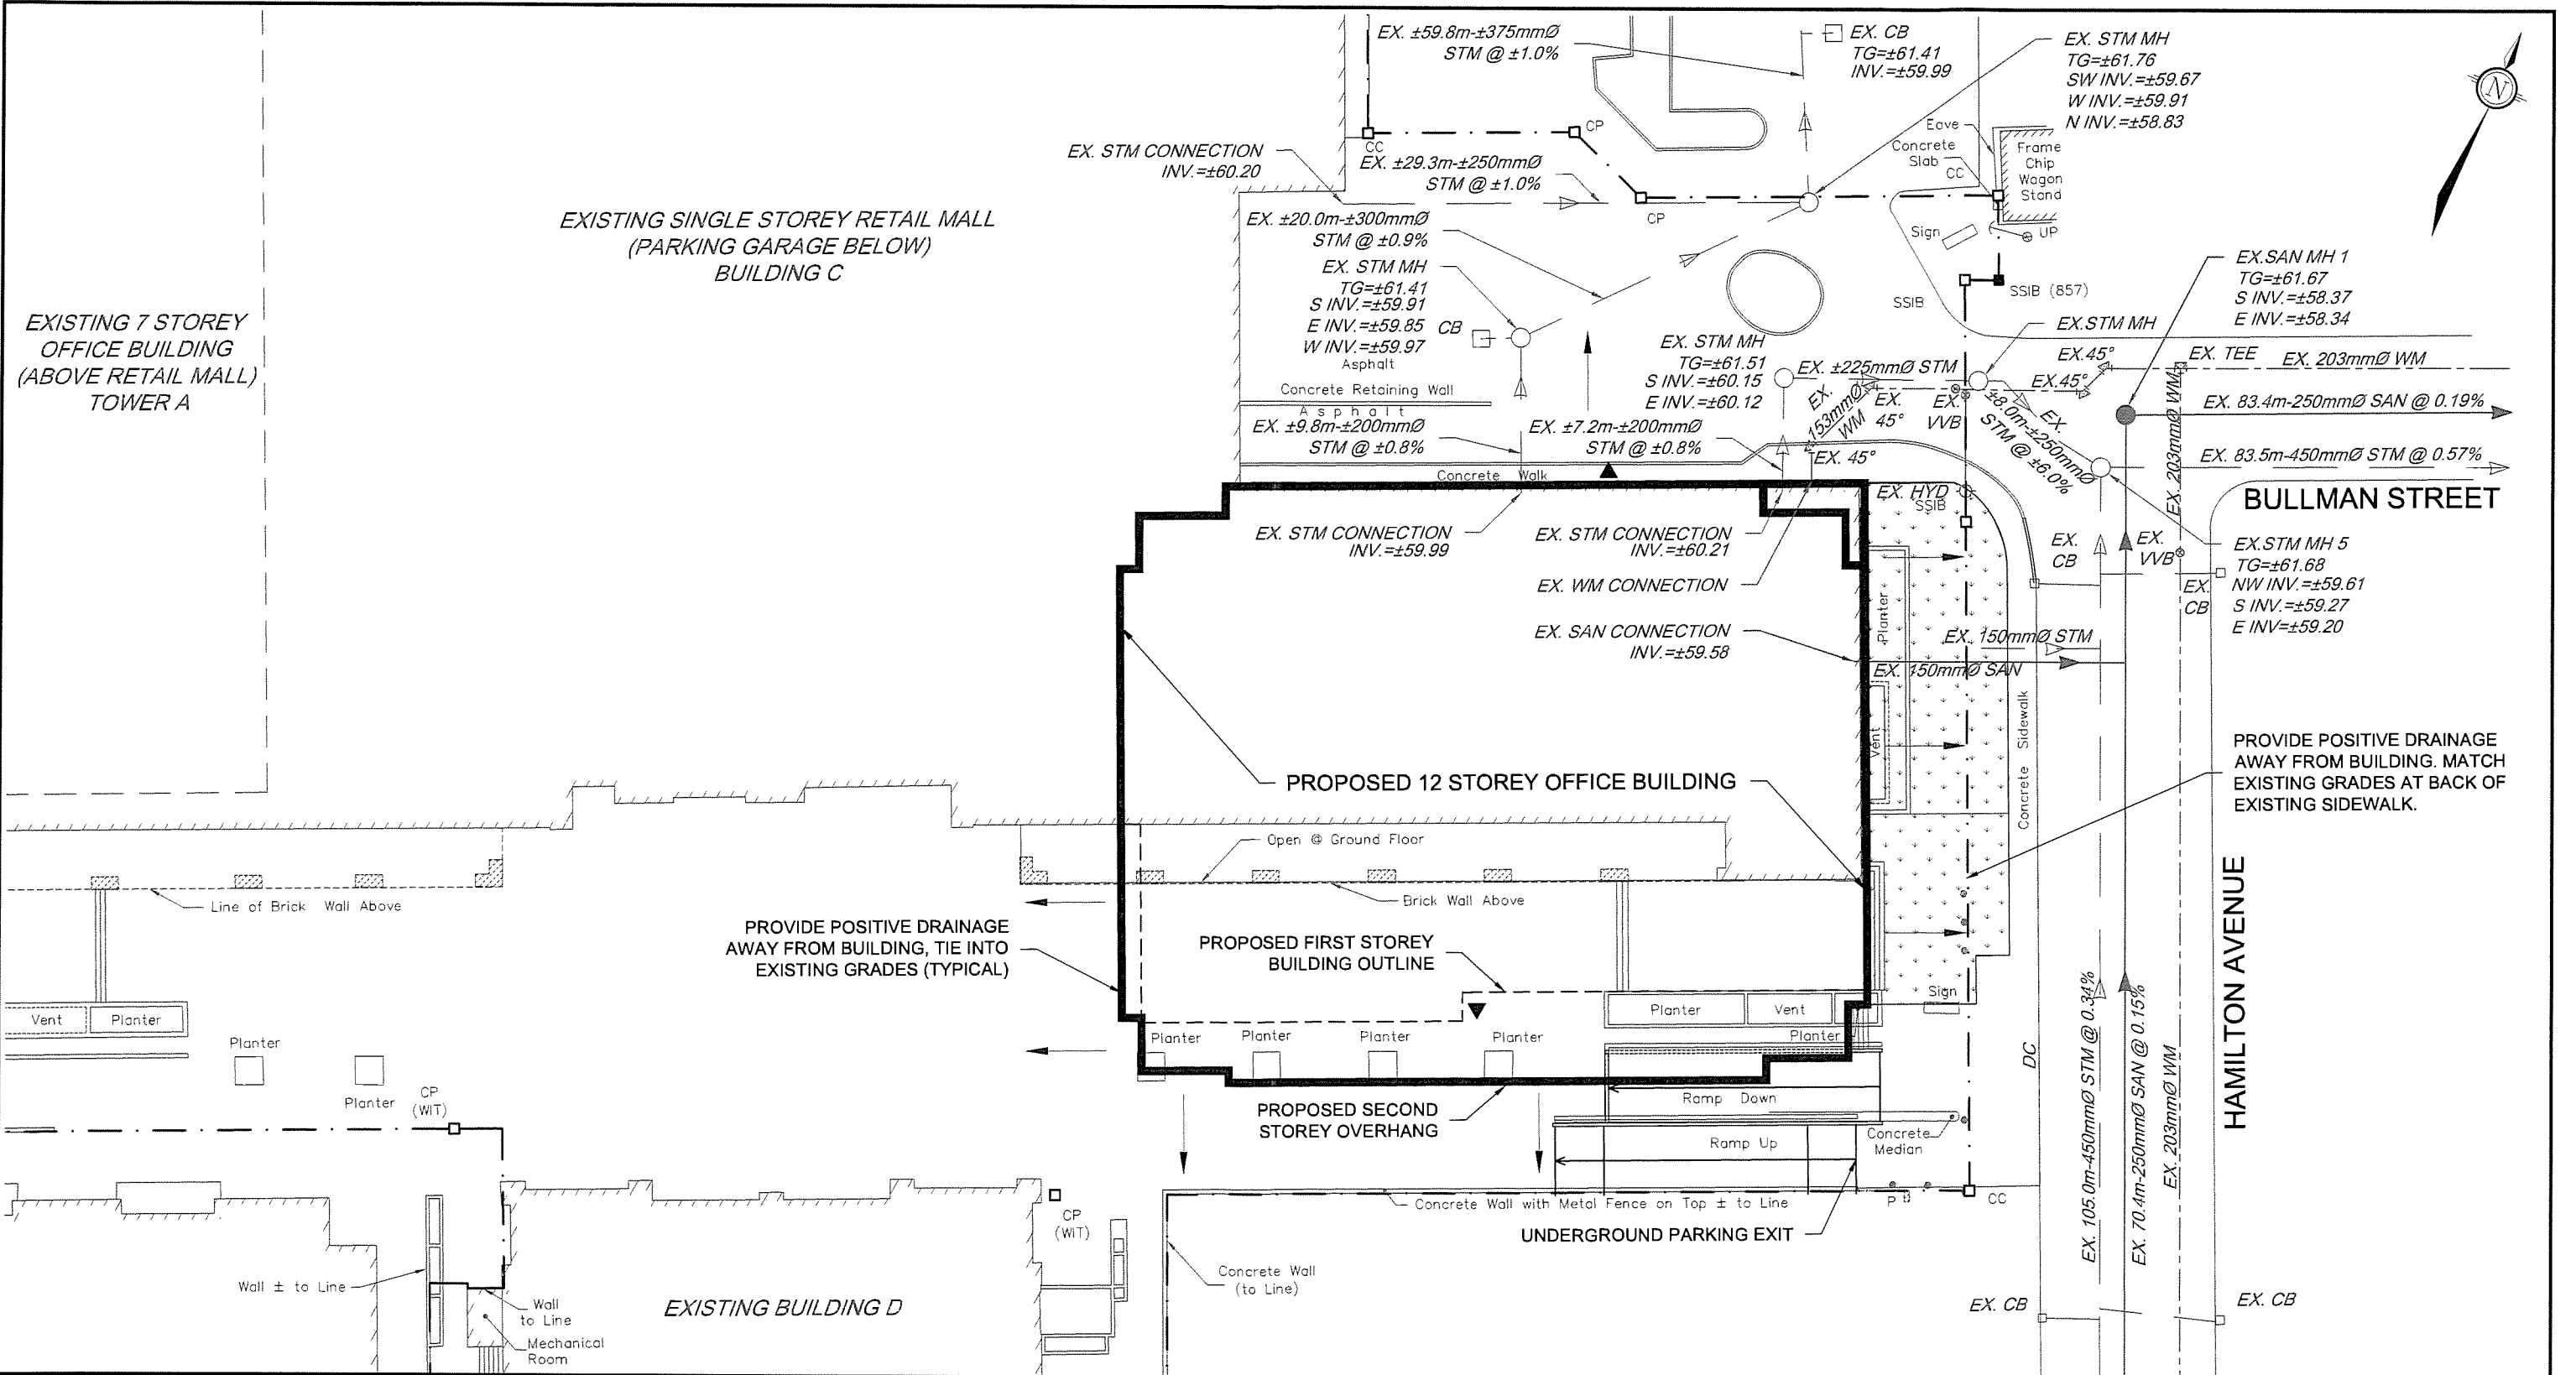 EX. ±59.8m-±375mmØ
STM @ ±1.0%
EX. CB
TG=±61.41
INV.=±59.99
EX. STM MH
TG=±61.76
SW INV.=±59.67
W INV.=±59.91
N INV.=±58.83
N
EX. STM CONNECTION
INV.=±60.20
CC
CP
EX. ±29.3m-±250mmØ
STM @ ±1.0%
CP
Eave
Concrete
Slab
CC
Frame
Chip
Wagon
Stand
Sign
UP
EXISTING SINGLE STOREY RETAIL MALL
(PARKING GARAGE BELOW)
BUILDING C
EX. ±20.0m-±300mmØ
STM @ ±0.9%
EX. STM MH
TG=±61.41
S INV.=±59.91
E INV.=±59.85
W INV.=±59.97
CB
Asphalt
SSIB
SSIB (857)
EX.SAN MH 1
TG=±61.67
S INV.=±58.37
E INV.=±58.34
EXISTING 7 STOREY
OFFICE BUILDING
(ABOVE RETAIL MALL)
TOWER A
EX.STM MH
EX. STM MH
TG=±61.51
S INV.=±60.15
E INV.=±60.12
EX. ±225mmØ STM
EX.45°
EX. TEE
EX. 203mmØ WM
EX.45°
Concrete Retaining Wall
Asphalt
EX.
153mmØ
WM
EX.
45°
EX.
VVB
EX.
±8.0m-±250mmØ
STM @ ±6.0%
EX. 203mmØ WM
EX. 83.4m-250mmØ SAN @ 0.19%
EX. ±9.8m-±200mmØ
STM @ ±0.8%
EX. ±7.2m-±200mmØ
STM @ ±0.8%
EX. 45°
EX. 83.5m-450mmØ STM @ 0.57%
Concrete Walk
EX. HYD
SSIB
BULLMAN STREET
EX. STM CONNECTION
INV.=±59.99
EX. STM CONNECTION
INV.=±60.21
EX.
CB
EX.
VVB
EX.STM MH 5
TG=±61.68
NW INV.=±59.61
S INV.=±59.27
E INV=±59.20
EX. WM CONNECTION
EX.
CB
Planter
EX. SAN CONNECTION
INV.=±59.58
EX. 150mmØ STM
EX. 150mmØ SAN
Vent
Concrete Sidewalk
PROVIDE POSITIVE DRAINAGE
AWAY FROM BUILDING. MATCH
EXISTING GRADES AT BACK OF
EXISTING SIDEWALK.
PROPOSED 12 STOREY OFFICE BUILDING
Open @ Ground Floor
Line of Brick Wall Above
Brick Wall Above
PROVIDE POSITIVE DRAINAGE
AWAY FROM BUILDING, TIE INTO
EXISTING GRADES (TYPICAL)
PROPOSED FIRST STOREY
BUILDING OUTLINE
HAMILTON AVENUE
Vent
Planter
Planter
Vent
Sign
Planter
Planter
Planter
Planter
Planter
Planter
Planter
CP
(WIT)
DC
EX. 105.0m-450mmØ STM @ 0.34%
EX. 70.4m-250mmØ SAN @ 0.15%
EX. 203mmØ WM
PROPOSED SECOND
STOREY OVERHANG
Ramp Down
Ramp Up
Concrete
Median
Concrete Wall with Metal Fence on Top ± to Line
P
CC
CP
(WIT)
UNDERGROUND PARKING EXIT
Concrete Wall
(to Line)
Wall ± to Line
Wall
to Line
Mechanical
Room
EXISTING BUILDING D
EX. CB
EX. CB